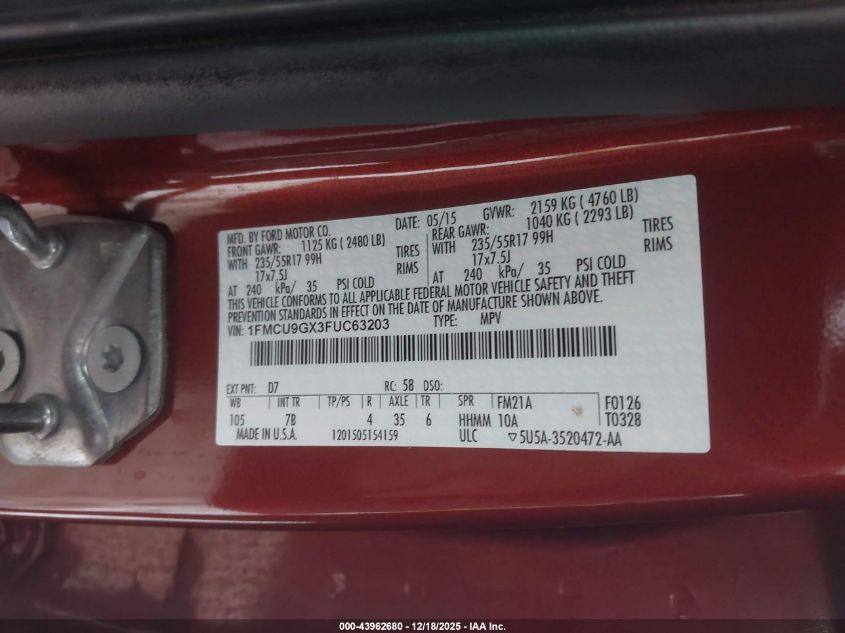 MFD. BY FORD MOTOR CO. DATE: 05/15 GVWR: 2159 KG ( 4760 LB)
FRONT GAWR: 1125 KG ( 2480 LB) REAR GAWR: 1040 KG ( 2293 LB)
WITH 235/55R17 99H TIRES WITH 235/55R17 99H TIRES
17x7.5J RIMS 17x7.5J RIMS
AT 240 kPa/ 35 PSI COLD AT 240 kPa/ 35 PSI COLD
THIS VEHICLE CONFORMS TO ALL APPLICABLE FEDERAL MOTOR VEHICLE SAFETY AND THEFT
PREVENTION STANDARDS IN EFFECT ON THE DATE OF MANUFACTURE SHOWN ABOVE.
VIN: 1FMCU9GX3FUC63203 TYPE: MPV
EXT PNT: D7 RC: 58 DSO:
WB INT TR TP/PS R AXLE TR SPR FM21A F0126
105 7B 4 35 6 HHMM 10A T0328
MADE IN U.S.A. 1201505154159 ULC ▽5U5A-3520472-AA
000-43962680 - 12/18/2025 - IAA Inc.